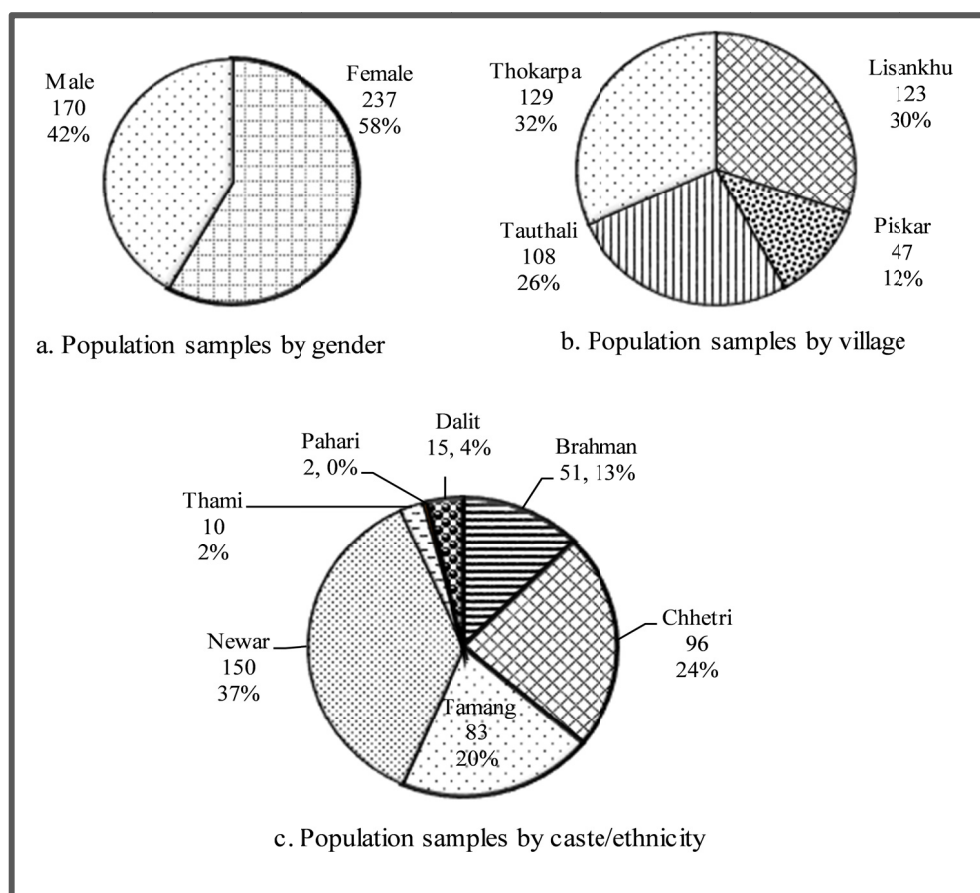 Male
170
42%
Female
237
58%
a. Population samples by gender
Thokarpa
129
32%
Lisankhu
123
30%
Tauthali
108
26%
Piskar
47
12%
b. Population samples by village
Dalit
15, 4%
Pahari
2, 0%
Brahman
51, 13%
Thami
10
2%
Chhetri
96
24%
Newar
150
37%
Tamang
83
20%
c. Population samples by caste/ethnicity